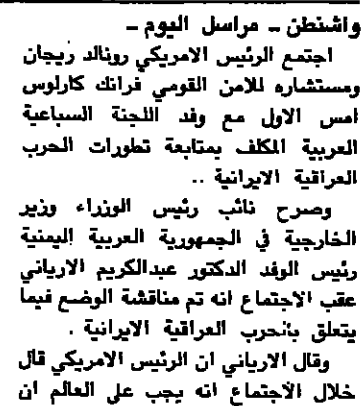 واشنطن ـ مراسل اليوم ـ
اجتمع الرئيس الامريكي رونالد ريجان
ومستشاره للامن القومي فرانك كارلوس
امس الاول مع وفد اللجنة السباعية
العربية المكلف بمتابعة تطورات الحرب
العراقية الايرانية ..
وصرح نائب رئيس الوزراء وزير
الخارجية في الجمهورية العربية اليمنية
رئيس الوفد الدكتور عبدالكريم الارياني
عقب الاجتماع انه تم مناقشة الوضع فيما
يتعلق بالحرب العراقية الايرانية .
وقال الارياني ان الرئيس الامريكي قال
خلال الاجتماع انه يجب على العالم ان